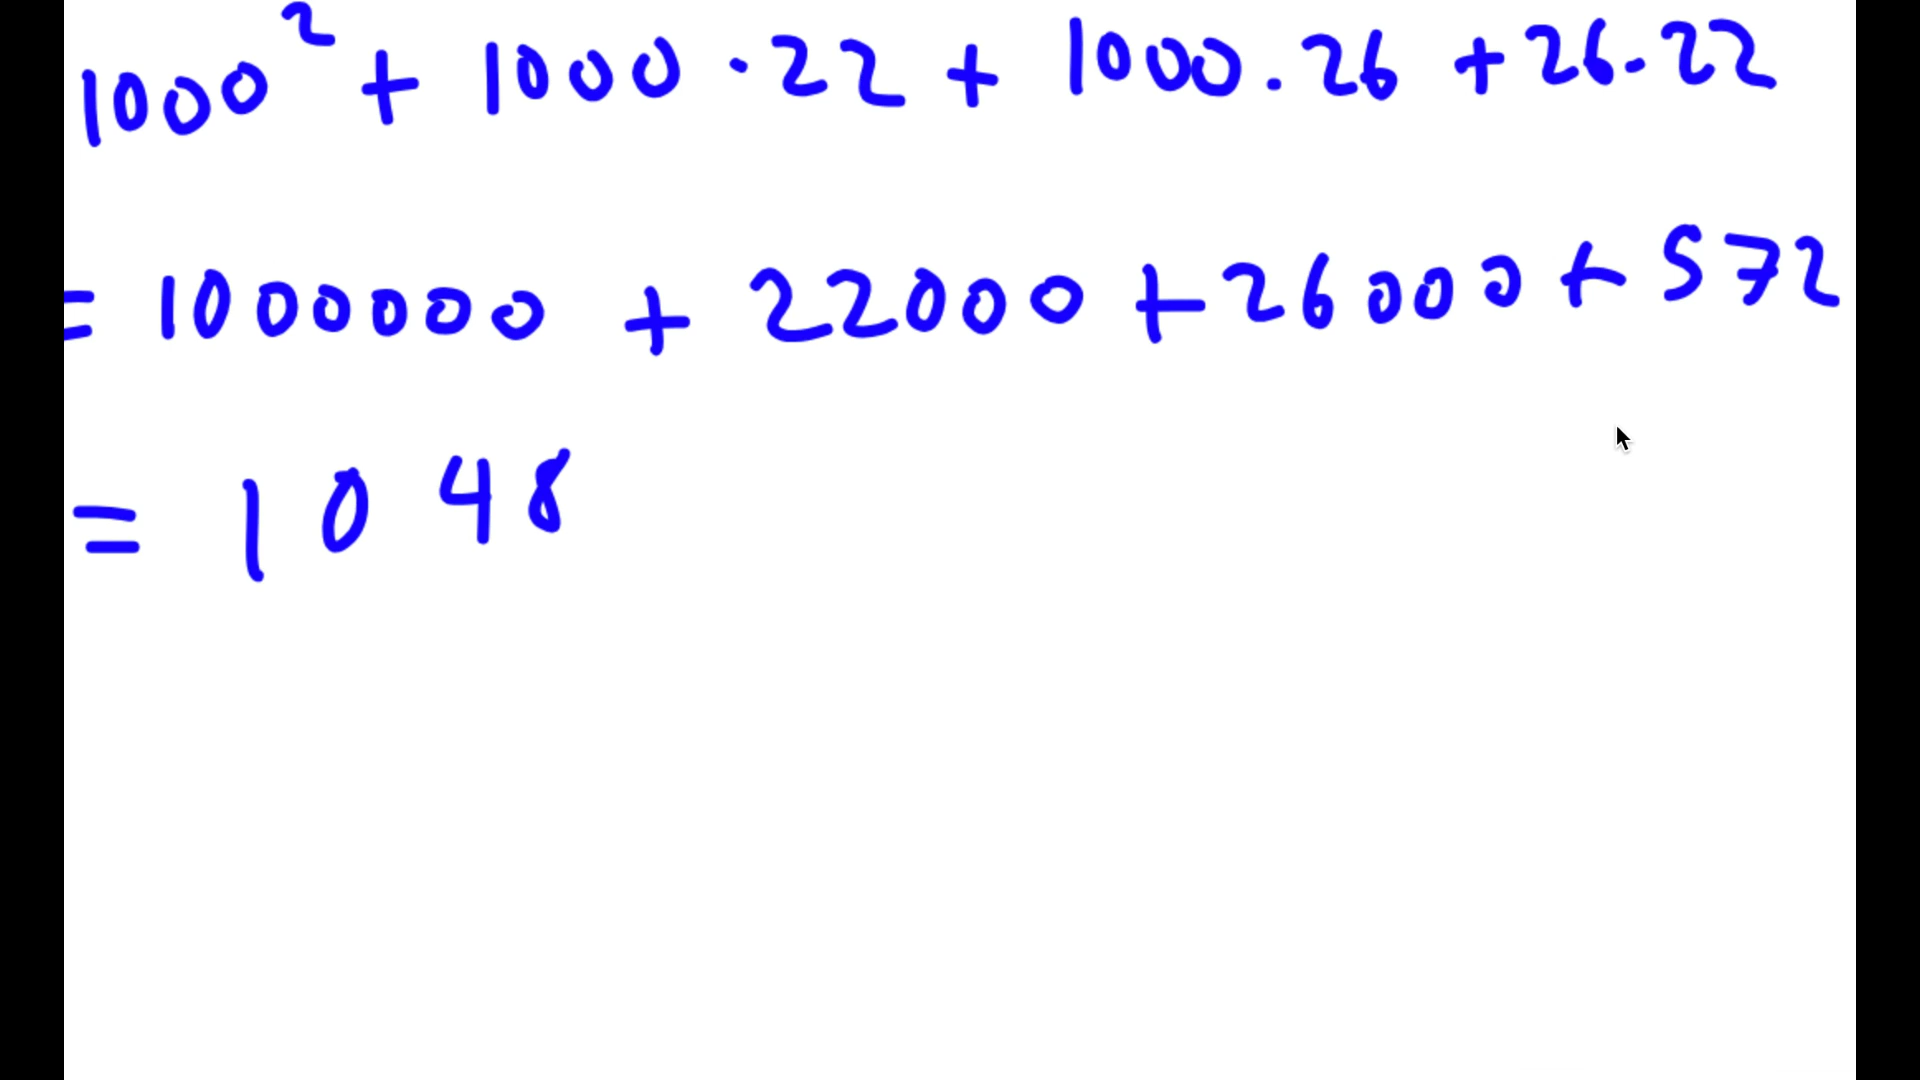 1000² + 1000 · 22 + 1000 . 26 + 26 · 22
= 1000000 + 22000 + 26000 + 572
= 1048